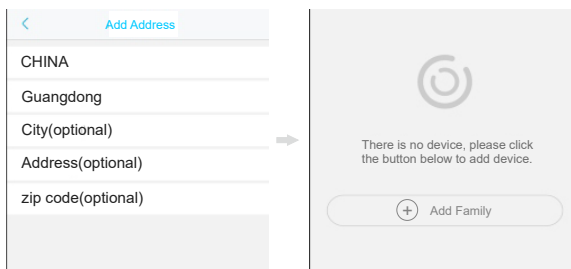 Add Address
CHINA
Guangdong
City(optional)
Address(optional)
zip code(optional)
There is no device, please click
the button below to add device.
Add Family